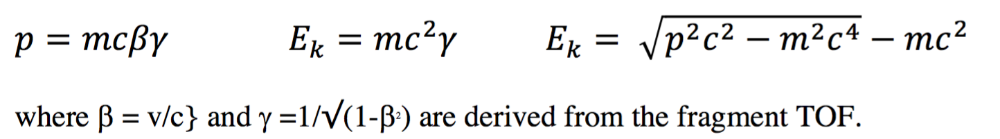 p = mcβγ E_k = mc²γ E_k = √(p²c² − m²c⁴) − mc²
where β = v/c} and γ =1/√(1-β²) are derived from the fragment TOF.